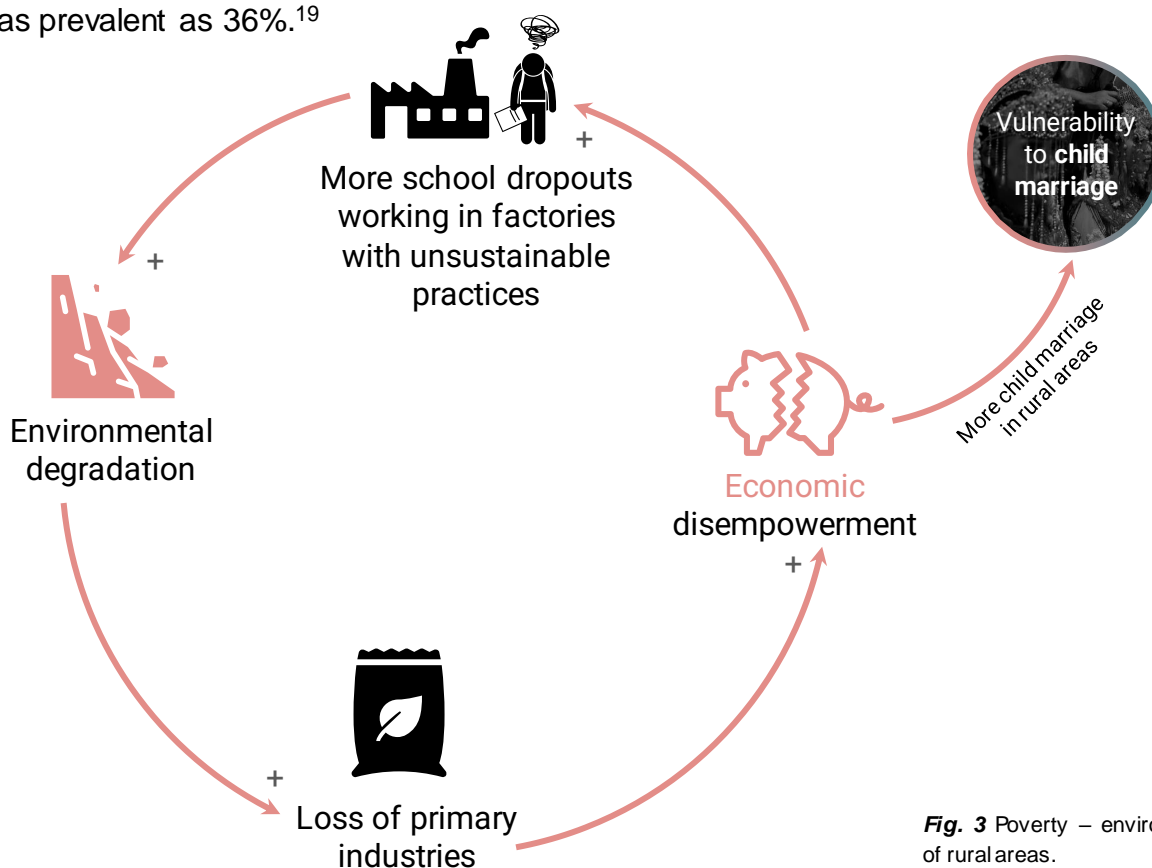 as prevalent as 36%.19
+
More school dropouts
working in factories
with unsustainable
practices
Vulnerability
to child
marriage
+
Environmental
degradation
More child marriage
in rural areas
Economic
disempowerment
+
+
Loss of primary
industries
Fig. 3 Poverty –
of rural areas.